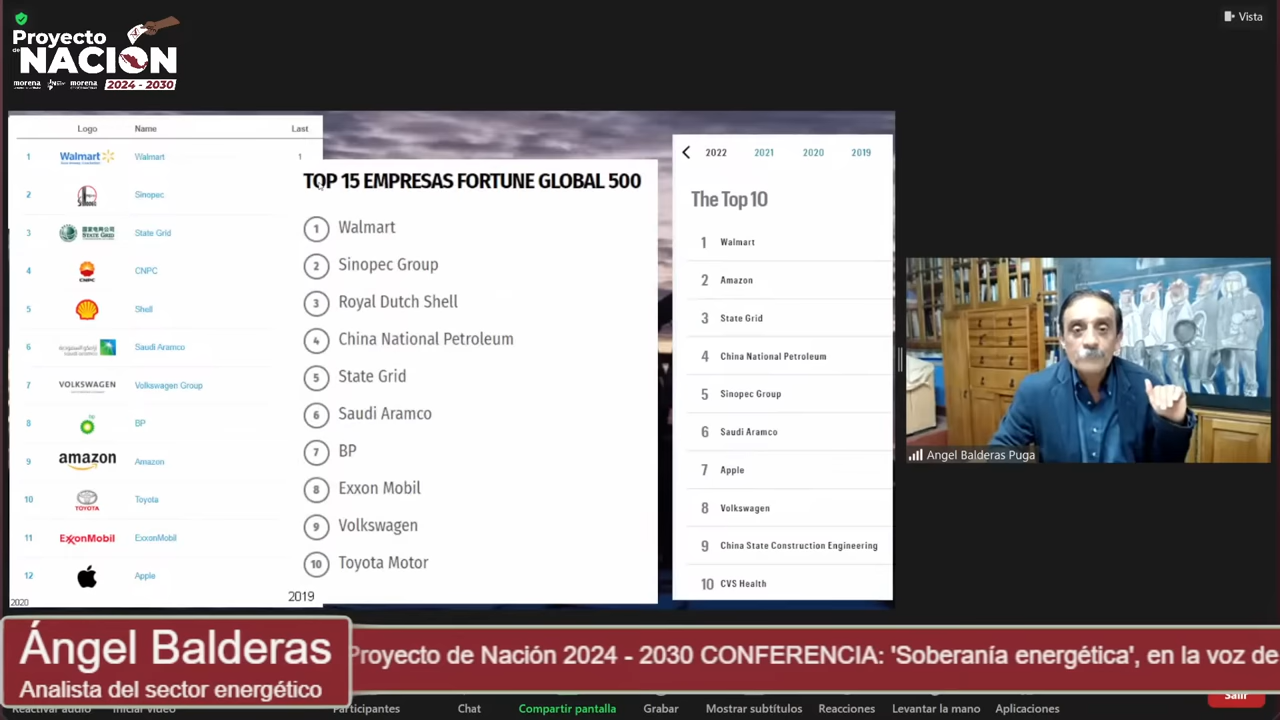 Proyecto
de
NACIÓN
morena
morena
2024 - 2030
Vista
Logo Name Last
1 Walmart Walmart 1
2 Sinopec
3 STATE GRID State Grid
4 CNPC CNPC
5 Shell
6 Saudi Aramco
7 VOLKSWAGEN Volkswagen Group
8 BP
9 amazon Amazon
10 TOYOTA Toyota
11 ExxonMobil ExxonMobil
12 Apple
2020
TOP 15 EMPRESAS FORTUNE GLOBAL 500
1 Walmart
2 Sinopec Group
3 Royal Dutch Shell
4 China National Petroleum
5 State Grid
6 Saudi Aramco
7 BP
8 Exxon Mobil
9 Volkswagen
10 Toyota Motor
2019
2022 2021 2020 2019
The Top 10
1 Walmart
2 Amazon
3 State Grid
4 China National Petroleum
5 Sinopec Group
6 Saudi Aramco
7 Apple
8 Volkswagen
9 China State Construction Engineering
10 CVS Health
Angel Balderas Puga
Ángel Balderas
Analista del sector energético
Proyecto de Nación 2024 - 2030 CONFERENCIA: 'Soberanía energética', en la voz de
Reactivar audio Iniciar video Participantes Chat Compartir pantalla Grabar Mostrar subtítulos Reacciones Levantar la mano Aplicaciones Salir